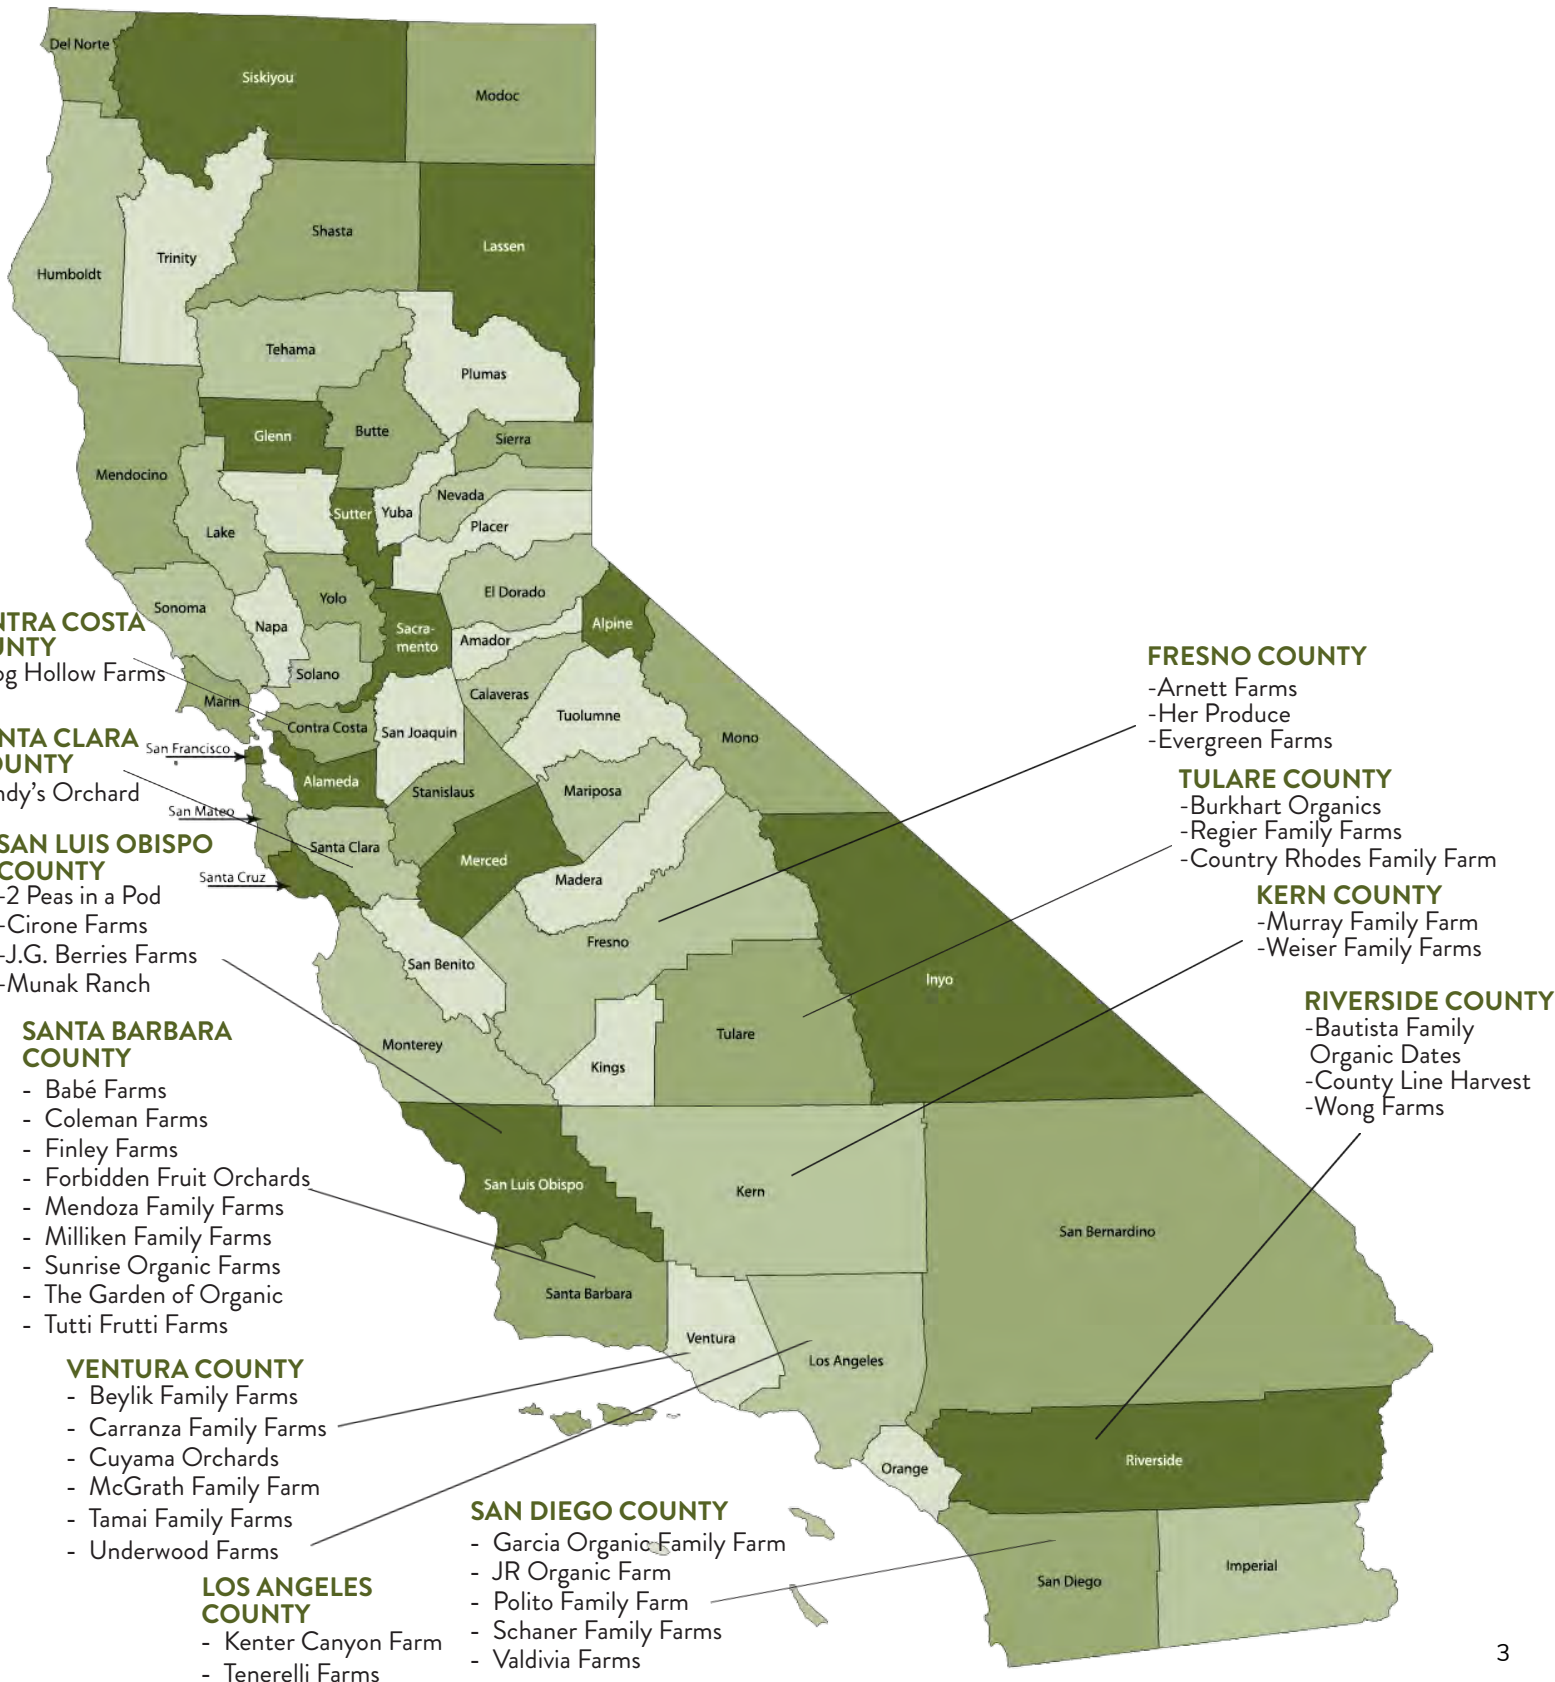 Del Norte
Siskiyou
Modoc
Humboldt
Trinity
Shasta
Lassen
Tehama
Plumas
Glenn
Butte
Sierra
Mendocino
Lake
Sutter
Yuba
Nevada
Placer
Sonoma
Napa
Yolo
El Dorado
Sacra-
mento
Amador
Alpine
Solano
Marin
Calaveras
Contra Costa
San Joaquin
Tuolumne
Mono
San Francisco
Alameda
Stanislaus
Mariposa
San Mateo
Santa Clara
Merced
Madera
Santa Cruz
Fresno
San Benito
Inyo
Monterey
Kings
Tulare
San Luis Obispo
Kern
San Bernardino
Santa Barbara
Ventura
Los Angeles
Orange
Riverside
San Diego
Imperial
NTRA COSTA
UNTY
og Hollow Farms
NTA CLARA
OUNTY
ndy's Orchard
SAN LUIS OBISPO
COUNTY
-2 Peas in a Pod
-Cirone Farms
-J.G. Berries Farms
-Munak Ranch
SANTA BARBARA
COUNTY
- Babé Farms
- Coleman Farms
- Finley Farms
- Forbidden Fruit Orchards
- Mendoza Family Farms
- Milliken Family Farms
- Sunrise Organic Farms
- The Garden of Organic
- Tutti Frutti Farms
VENTURA COUNTY
- Beylik Family Farms
- Carranza Family Farms
- Cuyama Orchards
- McGrath Family Farm
- Tamai Family Farms
- Underwood Farms
LOS ANGELES
COUNTY
- Kenter Canyon Farm
- Tenerelli Farms
SAN DIEGO COUNTY
- Garcia Organic Family Farm
- JR Organic Farm
- Polito Family Farm
- Schaner Family Farms
- Valdivia Farms
FRESNO COUNTY
-Arnett Farms
-Her Produce
-Evergreen Farms
TULARE COUNTY
-Burkhart Organics
-Regier Family Farms
-Country Rhodes Family Farm
KERN COUNTY
-Murray Family Farm
-Weiser Family Farms
RIVERSIDE COUNTY
-Bautista Family
Organic Dates
-County Line Harvest
-Wong Farms
3